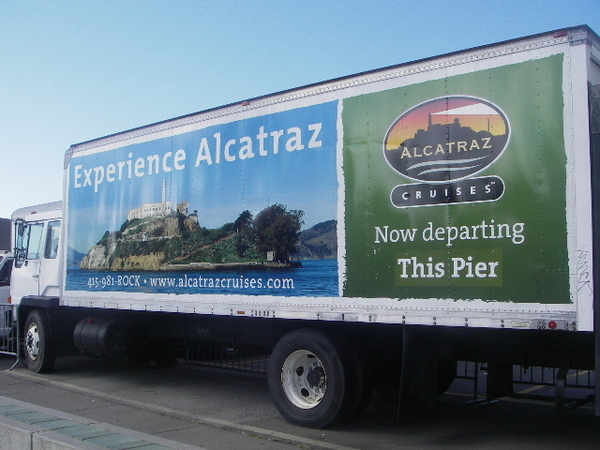 Experience Alcatraz
415-981-ROCK • www.alcatrazcruises.com
ALCATRAZ
CRUISES
Now departing
This Pier